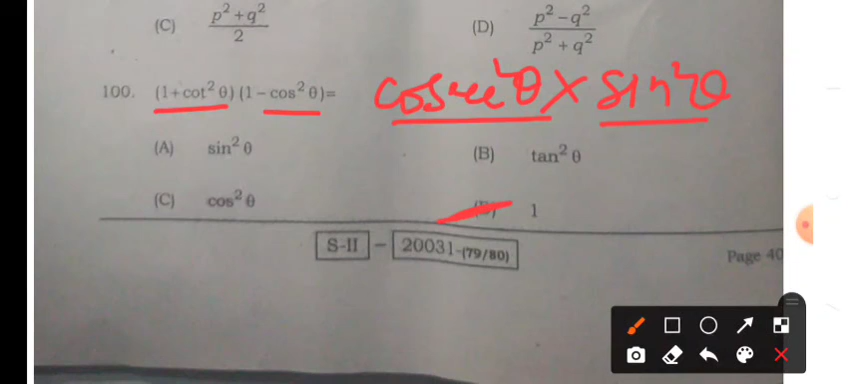 (C) p² + q² / 2
(D) p² − q² / p² + q²
100. (1+cot² θ) (1 − cos² θ)= cosec²θ × sin²θ
(A) sin² θ
(B) tan² θ
(C) cos² θ
1
S-II − 20031-(79/80)
Page 40